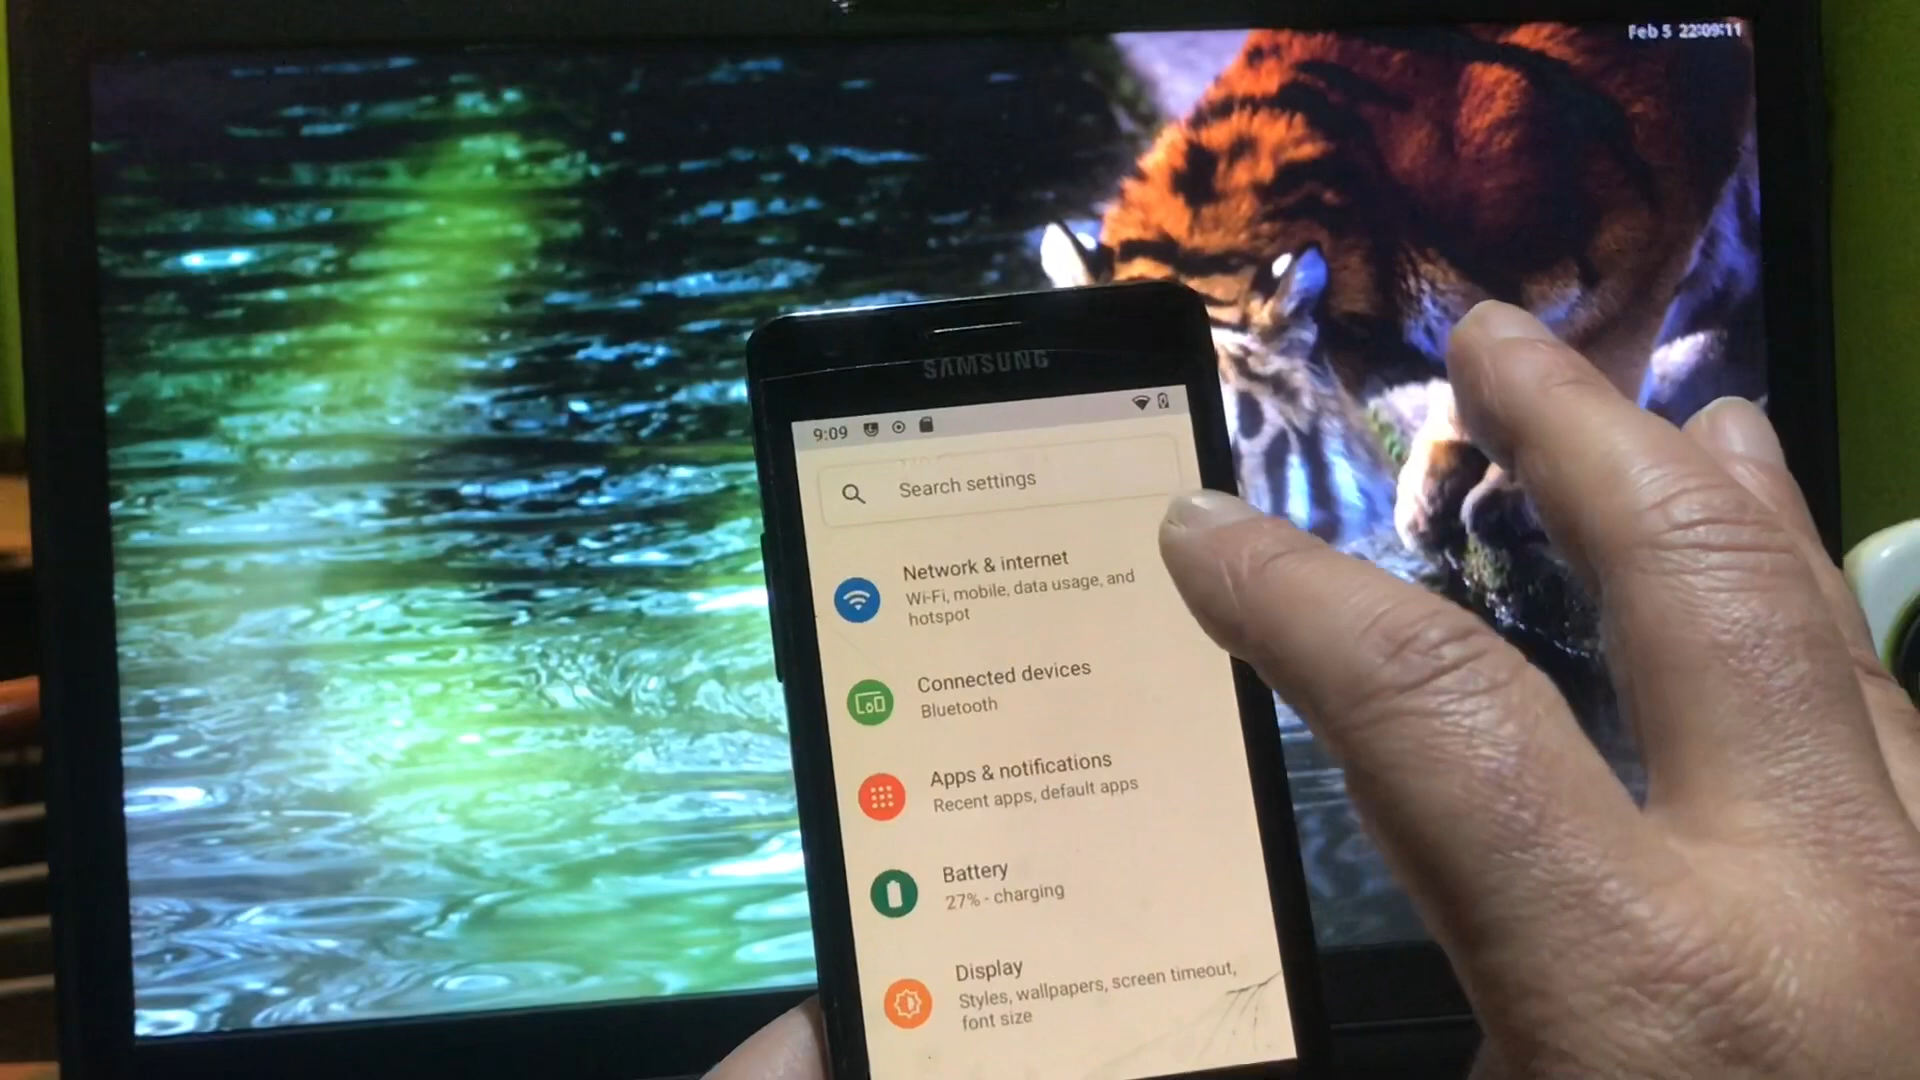 Feb 5 22:09:11
SAMSUNG
9:09
Search settings
Network & internet
Wi-Fi, mobile, data usage, and
hotspot
Connected devices
Bluetooth
Apps & notifications
Recent apps, default apps
Battery
27% - charging
Display
Styles, wallpapers, screen timeout,
font size